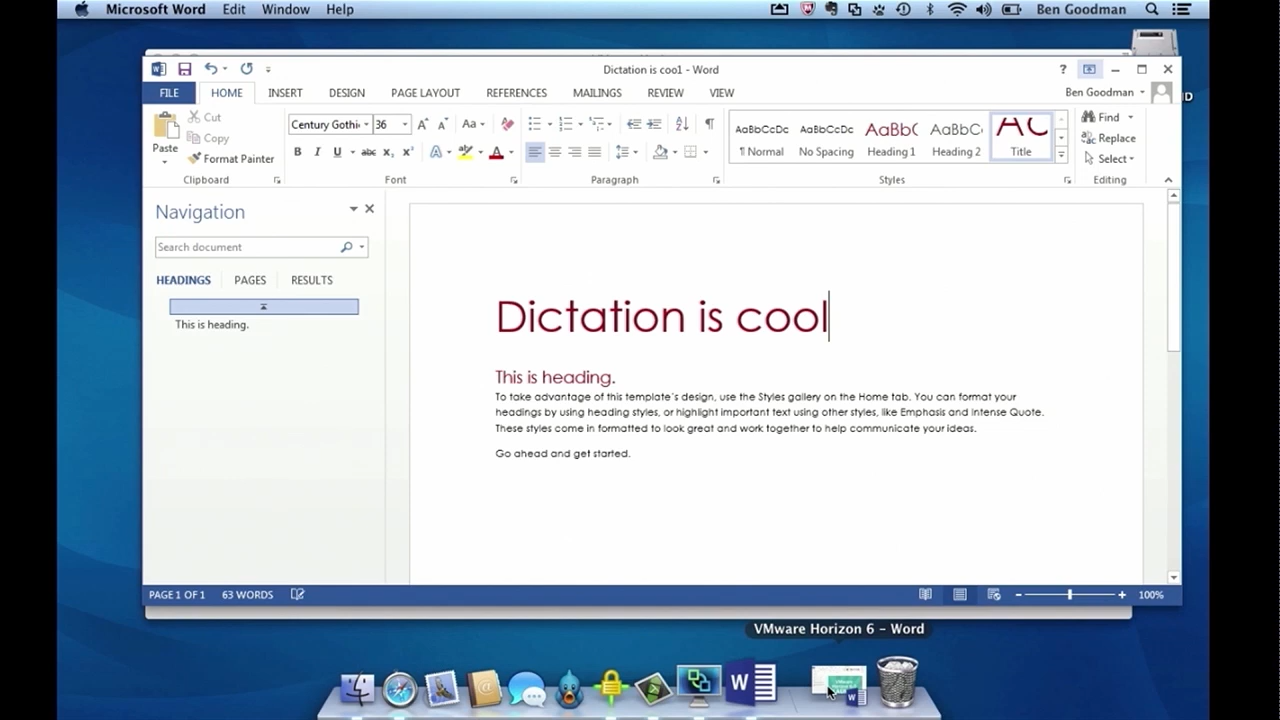 Microsoft Word Edit Window Help Ben Goodman
Dictation is coo1 - Word
FILE HOME INSERT DESIGN PAGE LAYOUT REFERENCES MAILINGS REVIEW VIEW Ben Goodman
Paste
Cut
Copy
Format Painter
Clipboard
Century Gothi 36
Font
Paragraph
AaBbCcDc AaBbCcDc AaBbC AaBbC
¶ Normal No Spacing Heading 1 Heading 2 Title
Styles
Find
Replace
Select
Editing
Navigation
Search document
HEADINGS PAGES RESULTS
This is heading.
Dictation is cool
This is heading.
To take advantage of this template's design, use the Styles gallery on the Home tab. You can format your
headings by using heading styles, or highlight important text using other styles, like Emphasis and Intense Quote.
These styles come in formatted to look great and work together to help communicate your ideas.
Go ahead and get started.
PAGE 1 OF 1 63 WORDS 100%
VMware Horizon 6 - Word